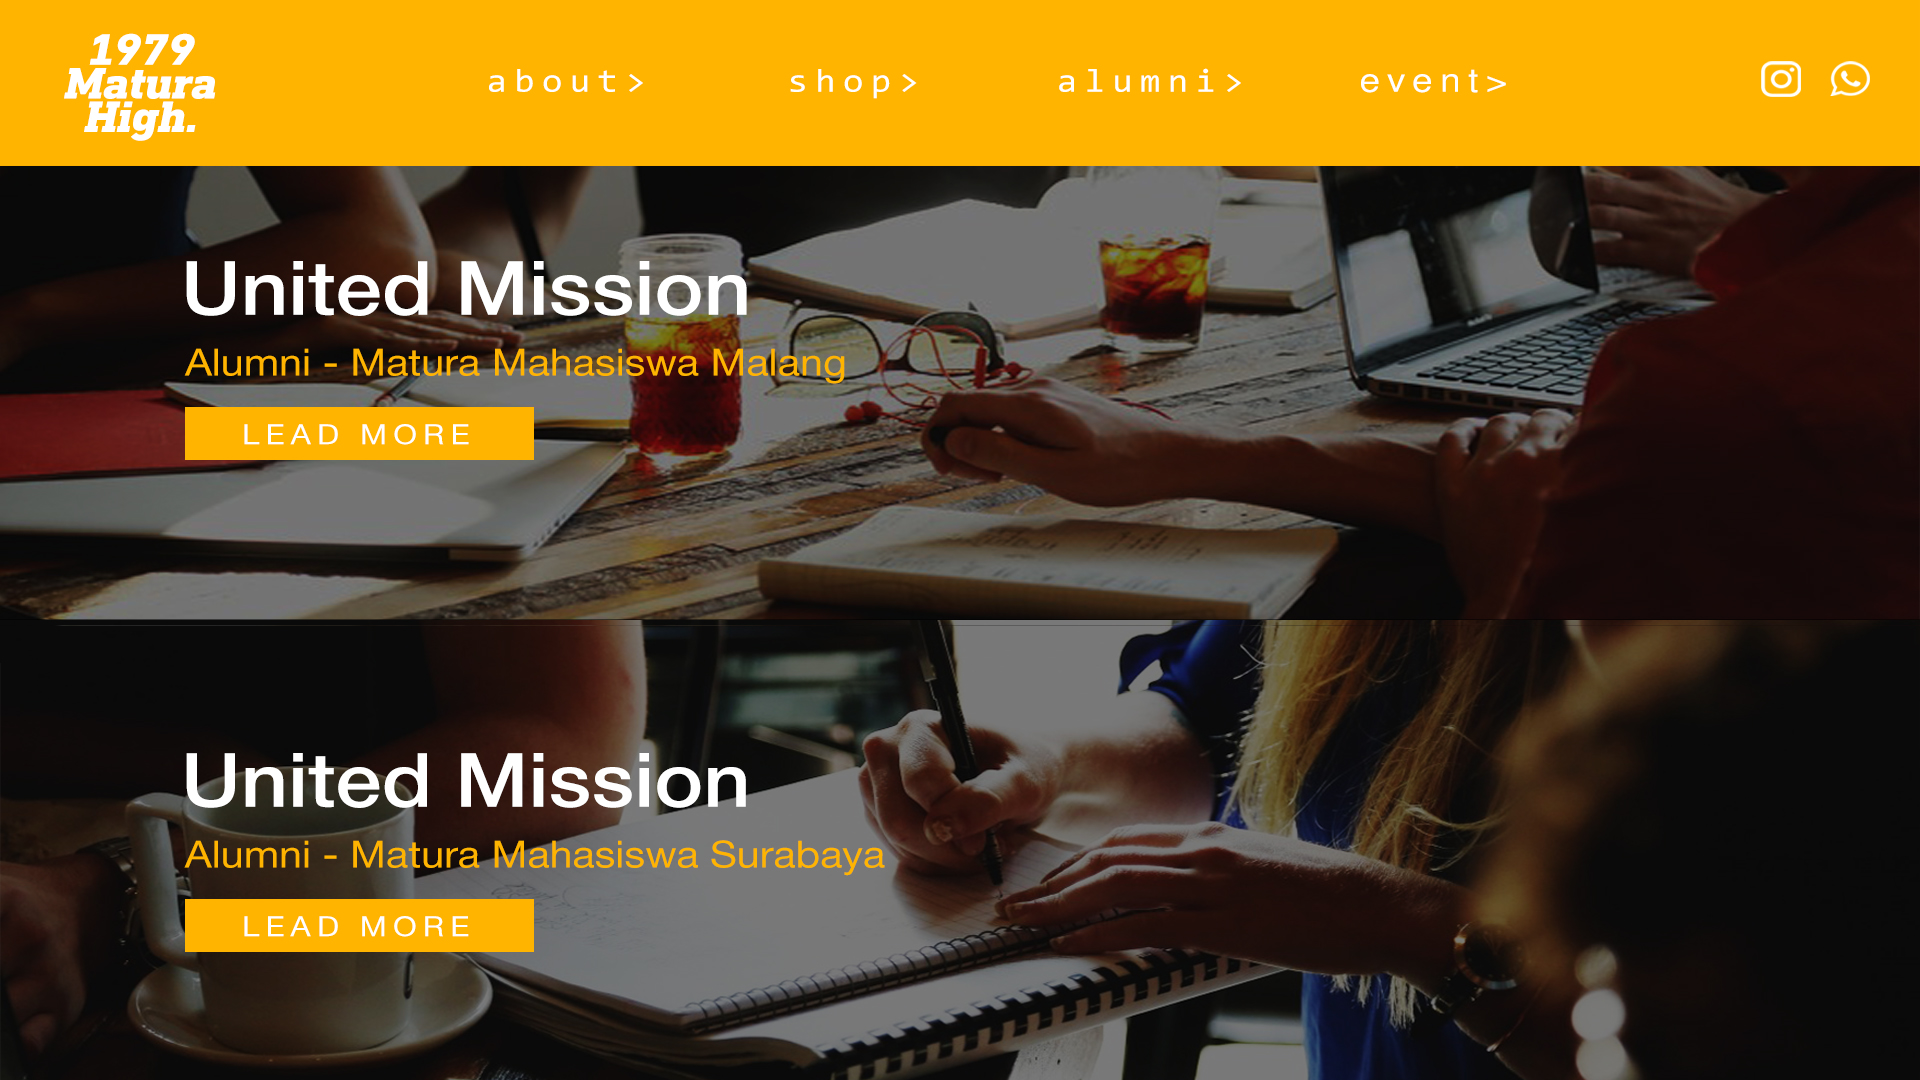 1979
Matura
High.
about>
shop>
alumni>
event>
United Mission
Alumni - Matura Mahasiswa Malang
LEAD MORE
United Mission
Alumni - Matura Mahasiswa Surabaya
LEAD MORE